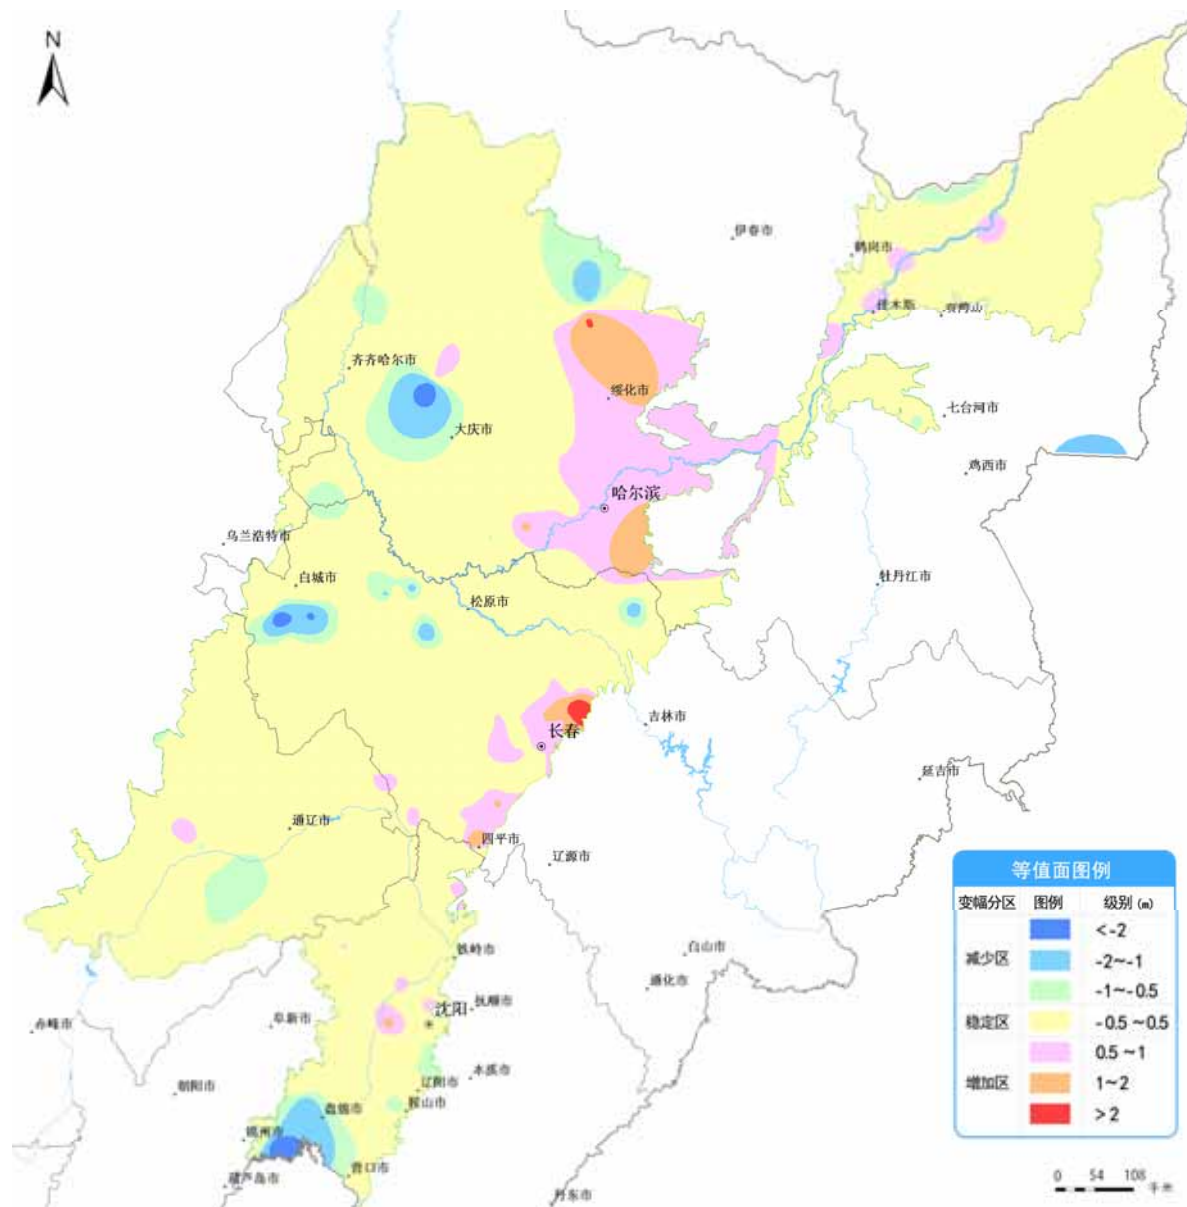 N
伊春市
鹤岗市
佳木斯
双鸭山
齐齐哈尔市
绥化市
七台河市
大庆市
鸡西市
哈尔滨
乌兰浩特市
白城市
牡丹江市
松原市
吉林市
长春
延吉市
通辽市
四平市
辽源市
等值面图例
变幅分区 图例 级别 (m)
<-2
减少区 -2~-1
-1~-0.5
稳定区 -0.5~0.5
0.5~1
增加区 1~2
>2
铁岭市
白山市
通化市
沈阳
抚顺市
阜新市
赤峰市
本溪市
辽阳市
朝阳市
鞍山市
盘锦市
锦州市
营口市
葫芦岛市
丹东市
0 54 108
千米